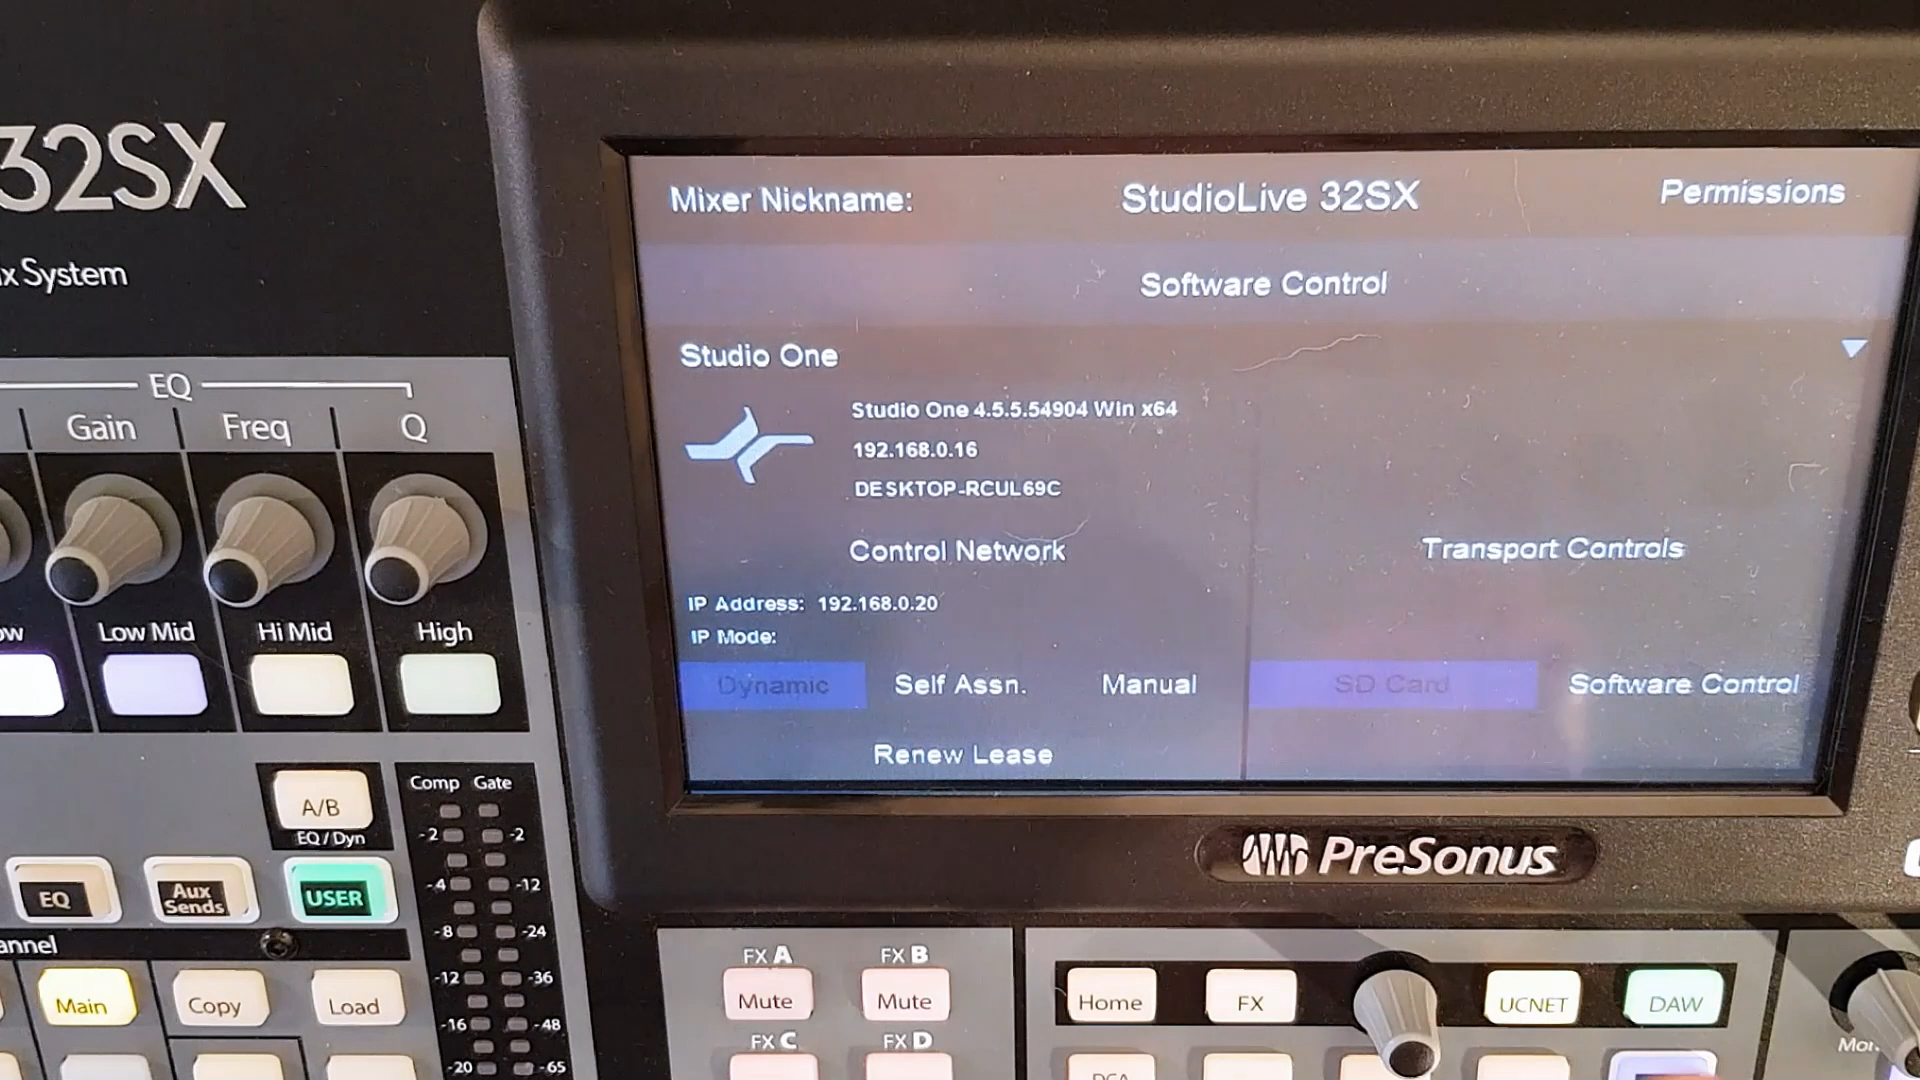 32SX
System
EQ
Gain
Freq
Q
Low Mid
Hi Mid
High
A/B
EQ/Dyn
EQ
Aux Sends
USER
Main
Copy
Load
Comp
Gate
-2
-2
-4
-12
-8
-24
-12
-36
-16
-48
-20
-65
Mixer Nickname:
StudioLive 32SX
Permissions
Software Control
Studio One
Studio One 4.5.5.54904 Win x64
192.168.0.16
DESKTOP-RCUL69C
Control Network
Transport Controls
IP Address: 192.168.0.20
IP Mode:
Dynamic
Self Assn.
Manual
SD Card
Software Control
Renew Lease
PreSonus
FX A
FX B
Mute
Mute
FX C
FX D
Home
FX
UCNET
DAW